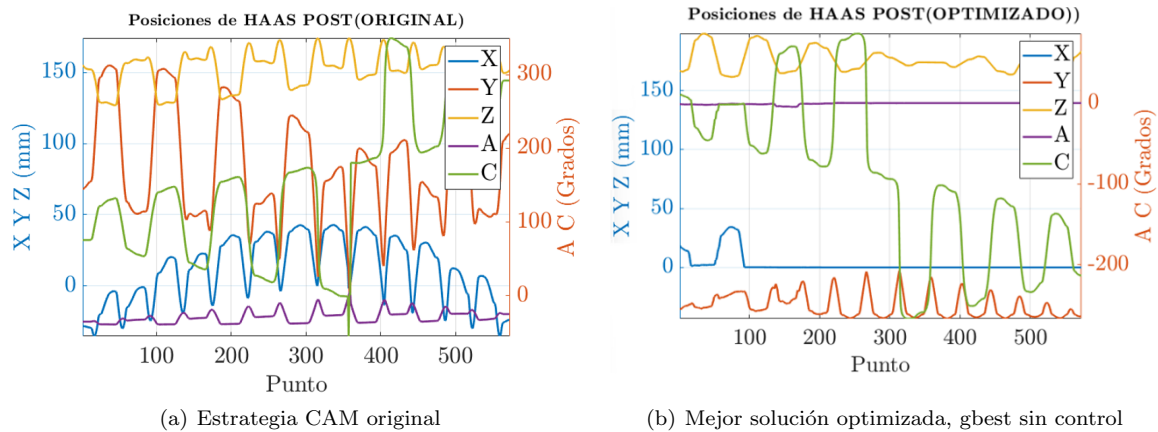 Posiciones de HAAS POST(ORIGINAL)
X Y Z (mm)
150
100
50
0
X
Y
Z
A
C
300
200
100
0
A C (Grados)
100
200
300
400
500
Punto
(a) Estrategia CAM original
Posiciones de HAAS POST(OPTIMIZADO))
X Y Z (mm)
150
100
50
0
X
Y
Z
A
C
0
-100
-200
A C (Grados)
100
200
300
400
500
Punto
(b) Mejor solución optimizada, gbest sin control